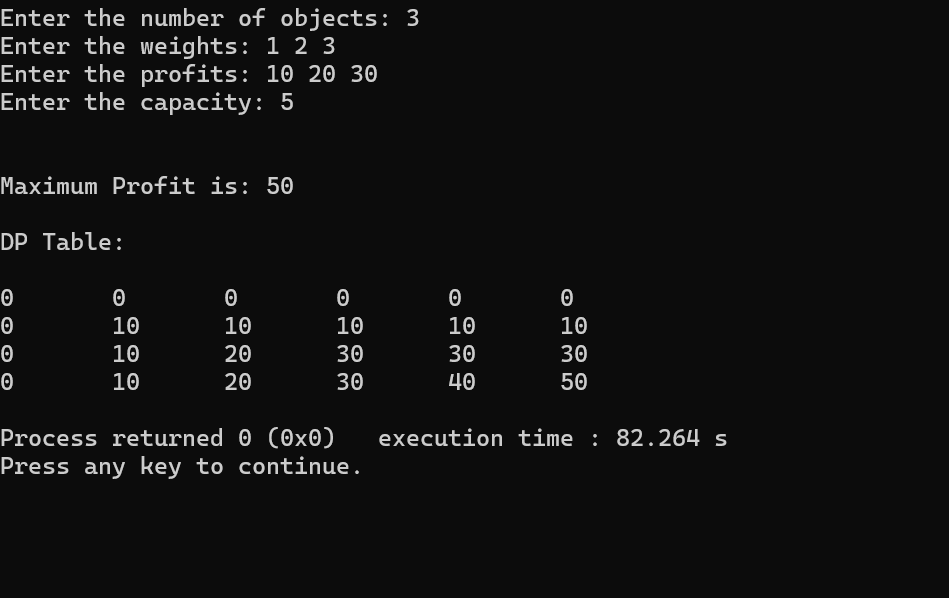 Enter the number of objects: 3
Enter the weights: 1 2 3
Enter the profits: 10 20 30
Enter the capacity: 5
Maximum Profit is: 50
DP Table:
0 0 0 0 0 0
0 10 10 10 10 10
0 10 20 30 30 30
0 10 20 30 40 50
Process returned 0 (0x0) execution time : 82.264 s
Press any key to continue.